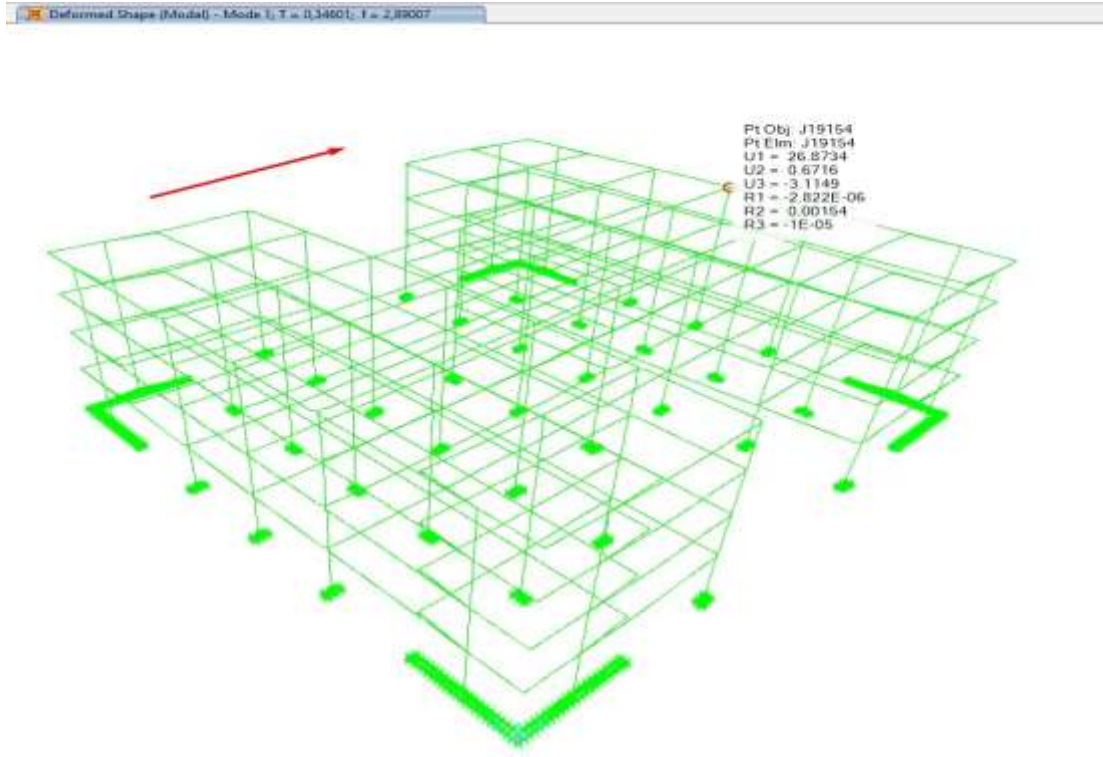 Deformed Shape (Modal) - Mode 1; T = 0,34601; f = 2,89007
Pt Obj: J19154
Pt Elm: J19154
U1 = 26.8734
U2 = 0.6716
U3 = -3.1149
R1 = -2.822E-06
R2 = 0.00154
R3 = -1E-05